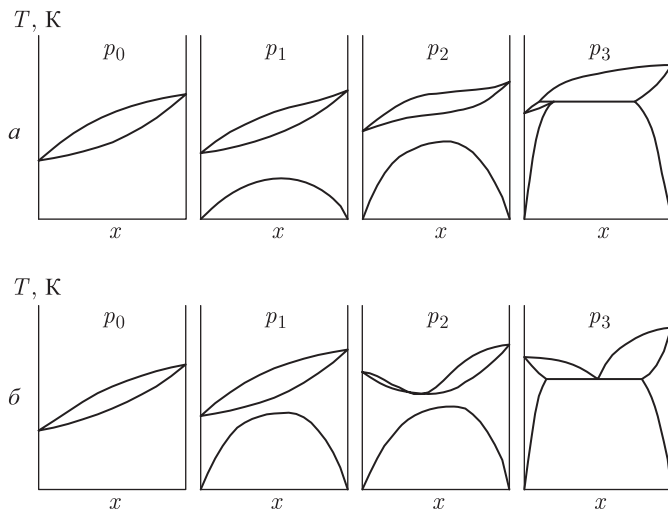 T, К
p0 p1 p2 p3
а
x x x x
T, К
p0 p1 p2 p3
б
x x x x